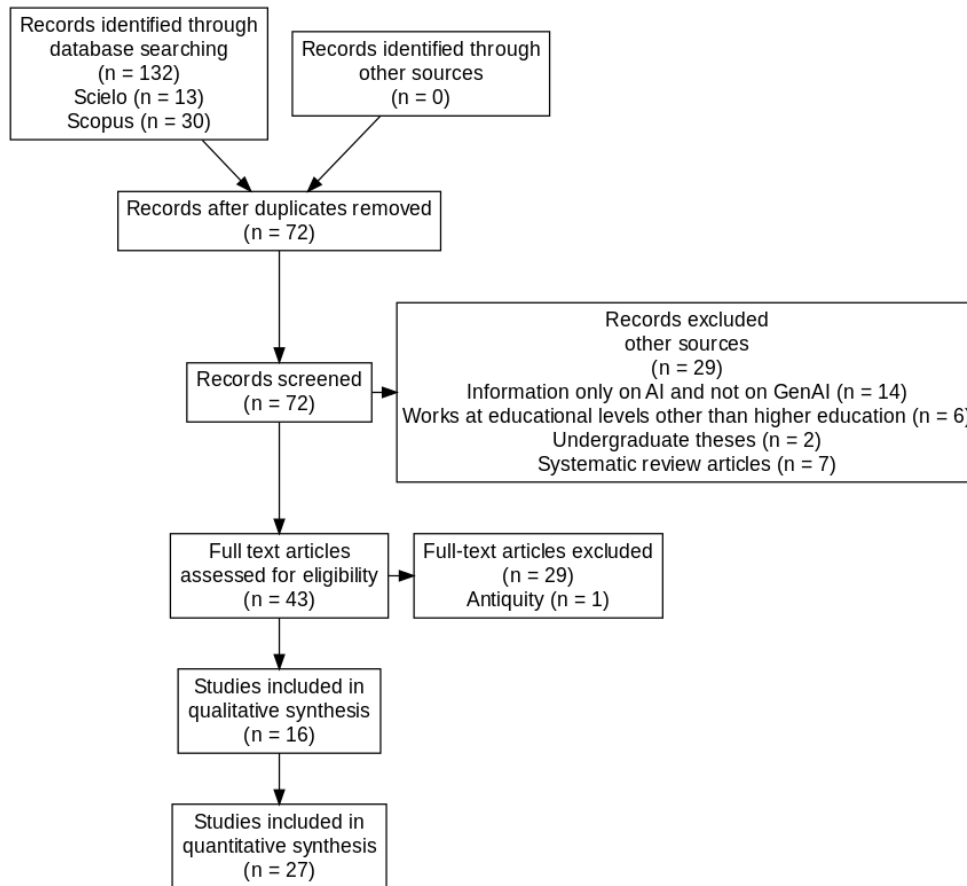 Records identified through
database searching
(n = 132)
Scielo (n = 13)
Scopus (n = 30)
Records identified through
other sources
(n = 0)
Records after duplicates removed
(n = 72)
Records screened
(n = 72)
Records excluded
other sources
(n = 29)
Information only on AI and not on GenAI (n = 14)
Works at educational levels other than higher education (n = 6)
Undergraduate theses (n = 2)
Systematic review articles (n = 7)
Full text articles
assessed for eligibility
(n = 43)
Full-text articles excluded
(n = 29)
Antiquity (n = 1)
Studies included in
qualitative synthesis
(n = 16)
Studies included in
quantitative synthesis
(n = 27)